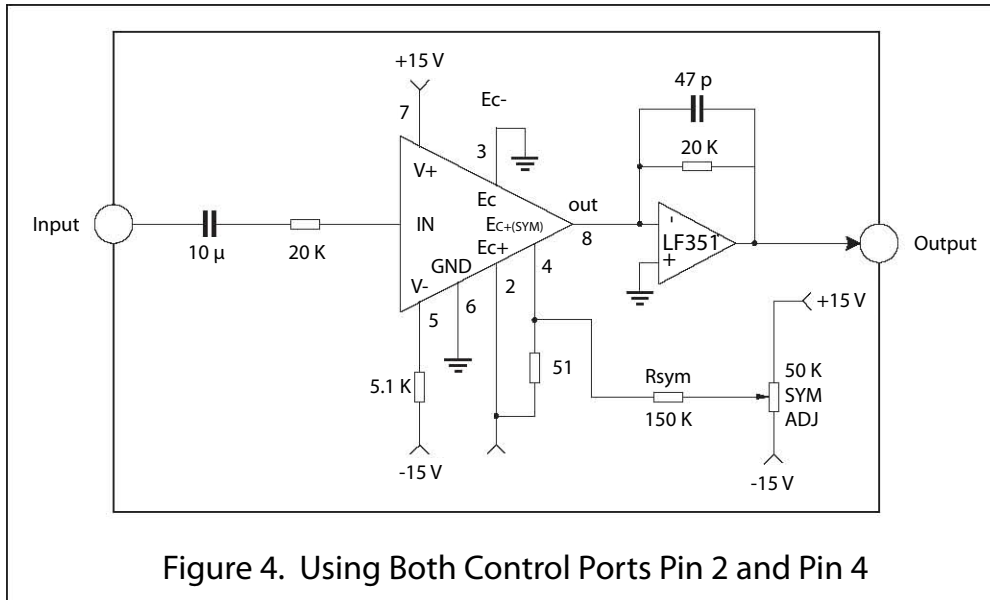 +15 V
7
Ec-
3
47 p
20 K
V+
Ec
EC+(SYM)
out
Input
IN
8
-
LF351
+
Output
10 µ
20 K
Ec+
GND
2
4
V-
6
5
+15 V
51
Rsym
50 K
SYM
ADJ
5.1 K
150 K
-15 V
-15 V
Figure 4. Using Both Control Ports Pin 2 and Pin 4